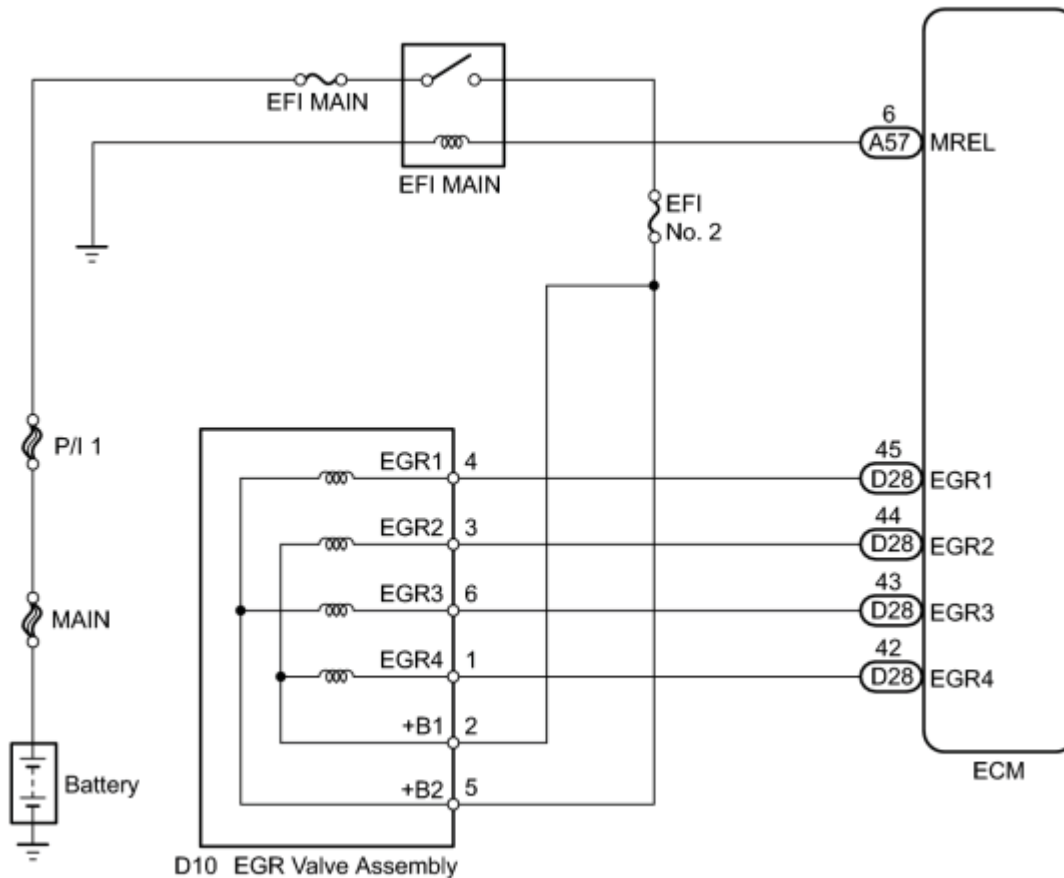 EFI MAIN
EFI MAIN
6
A57 MREL
EFI
No. 2
P/I 1
MAIN
Battery
EGR1 4
EGR2 3
EGR3 6
EGR4 1
+B1 2
+B2 5
D10 EGR Valve Assembly
45
D28 EGR1
44
D28 EGR2
43
D28 EGR3
42
D28 EGR4
ECM